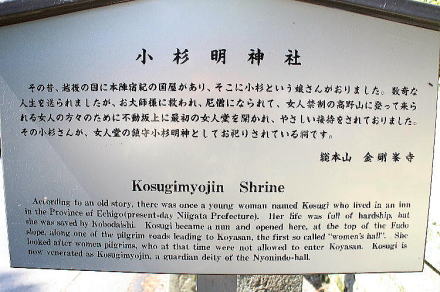 小杉明神社
その昔、越後の国に本陣宿紀の国屋があり、そこに小杉という娘さんがおりました。数奇な
人生を送られましたが、お大師様に救われ、尼僧になられて、女人禁制の高野山に登って来ら
れる女人の方々のために不動坂上に最初の女人堂を開かれ、やさしい接待をされておりました。
その小杉さんが、女人堂の鎮守小杉明神としてお祀りされている祠です。
総本山 金剛峯寺
Kosugimyojin Shrine
According to an old story, there was once a young woman named Kosugi who lived in an inn
in the Province of Echigo(present-day Niigata Prefecture). Her life was full of hardship, but
she was saved by Kobodaishi. Kosugi became a nun and opened here, at the top of the Fudo
slope, along one of the pilgrim roads leading to Koyasan, the first so called "women's hall". She
looked after women pilgrims, who at that time were not allowed to enter Koyasan. Kosugi is
now venerated as Kosugimyojin, a guardian deity of the Nyonindo-hall.